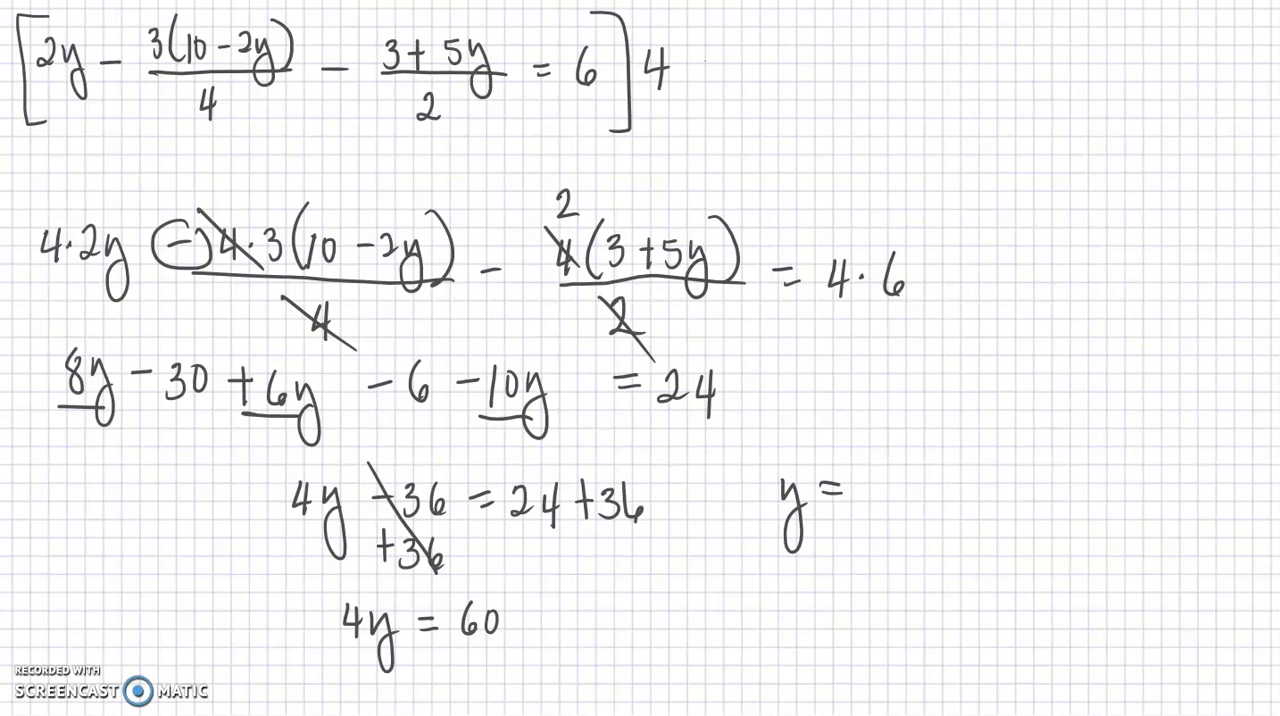 [2y - 3(10 - 2y)/4 - 3 + 5y/2 = 6] 4
4·2y - 4·3(10 - 2y)/4 - 2 4(3 + 5y)/2 = 4·6
8y - 30 + 6y - 6 - 10y = 24
4y - 36 = 24 + 36 y =
+ 36
4y = 60
RECORDED WITH
SCREENCAST MATIC